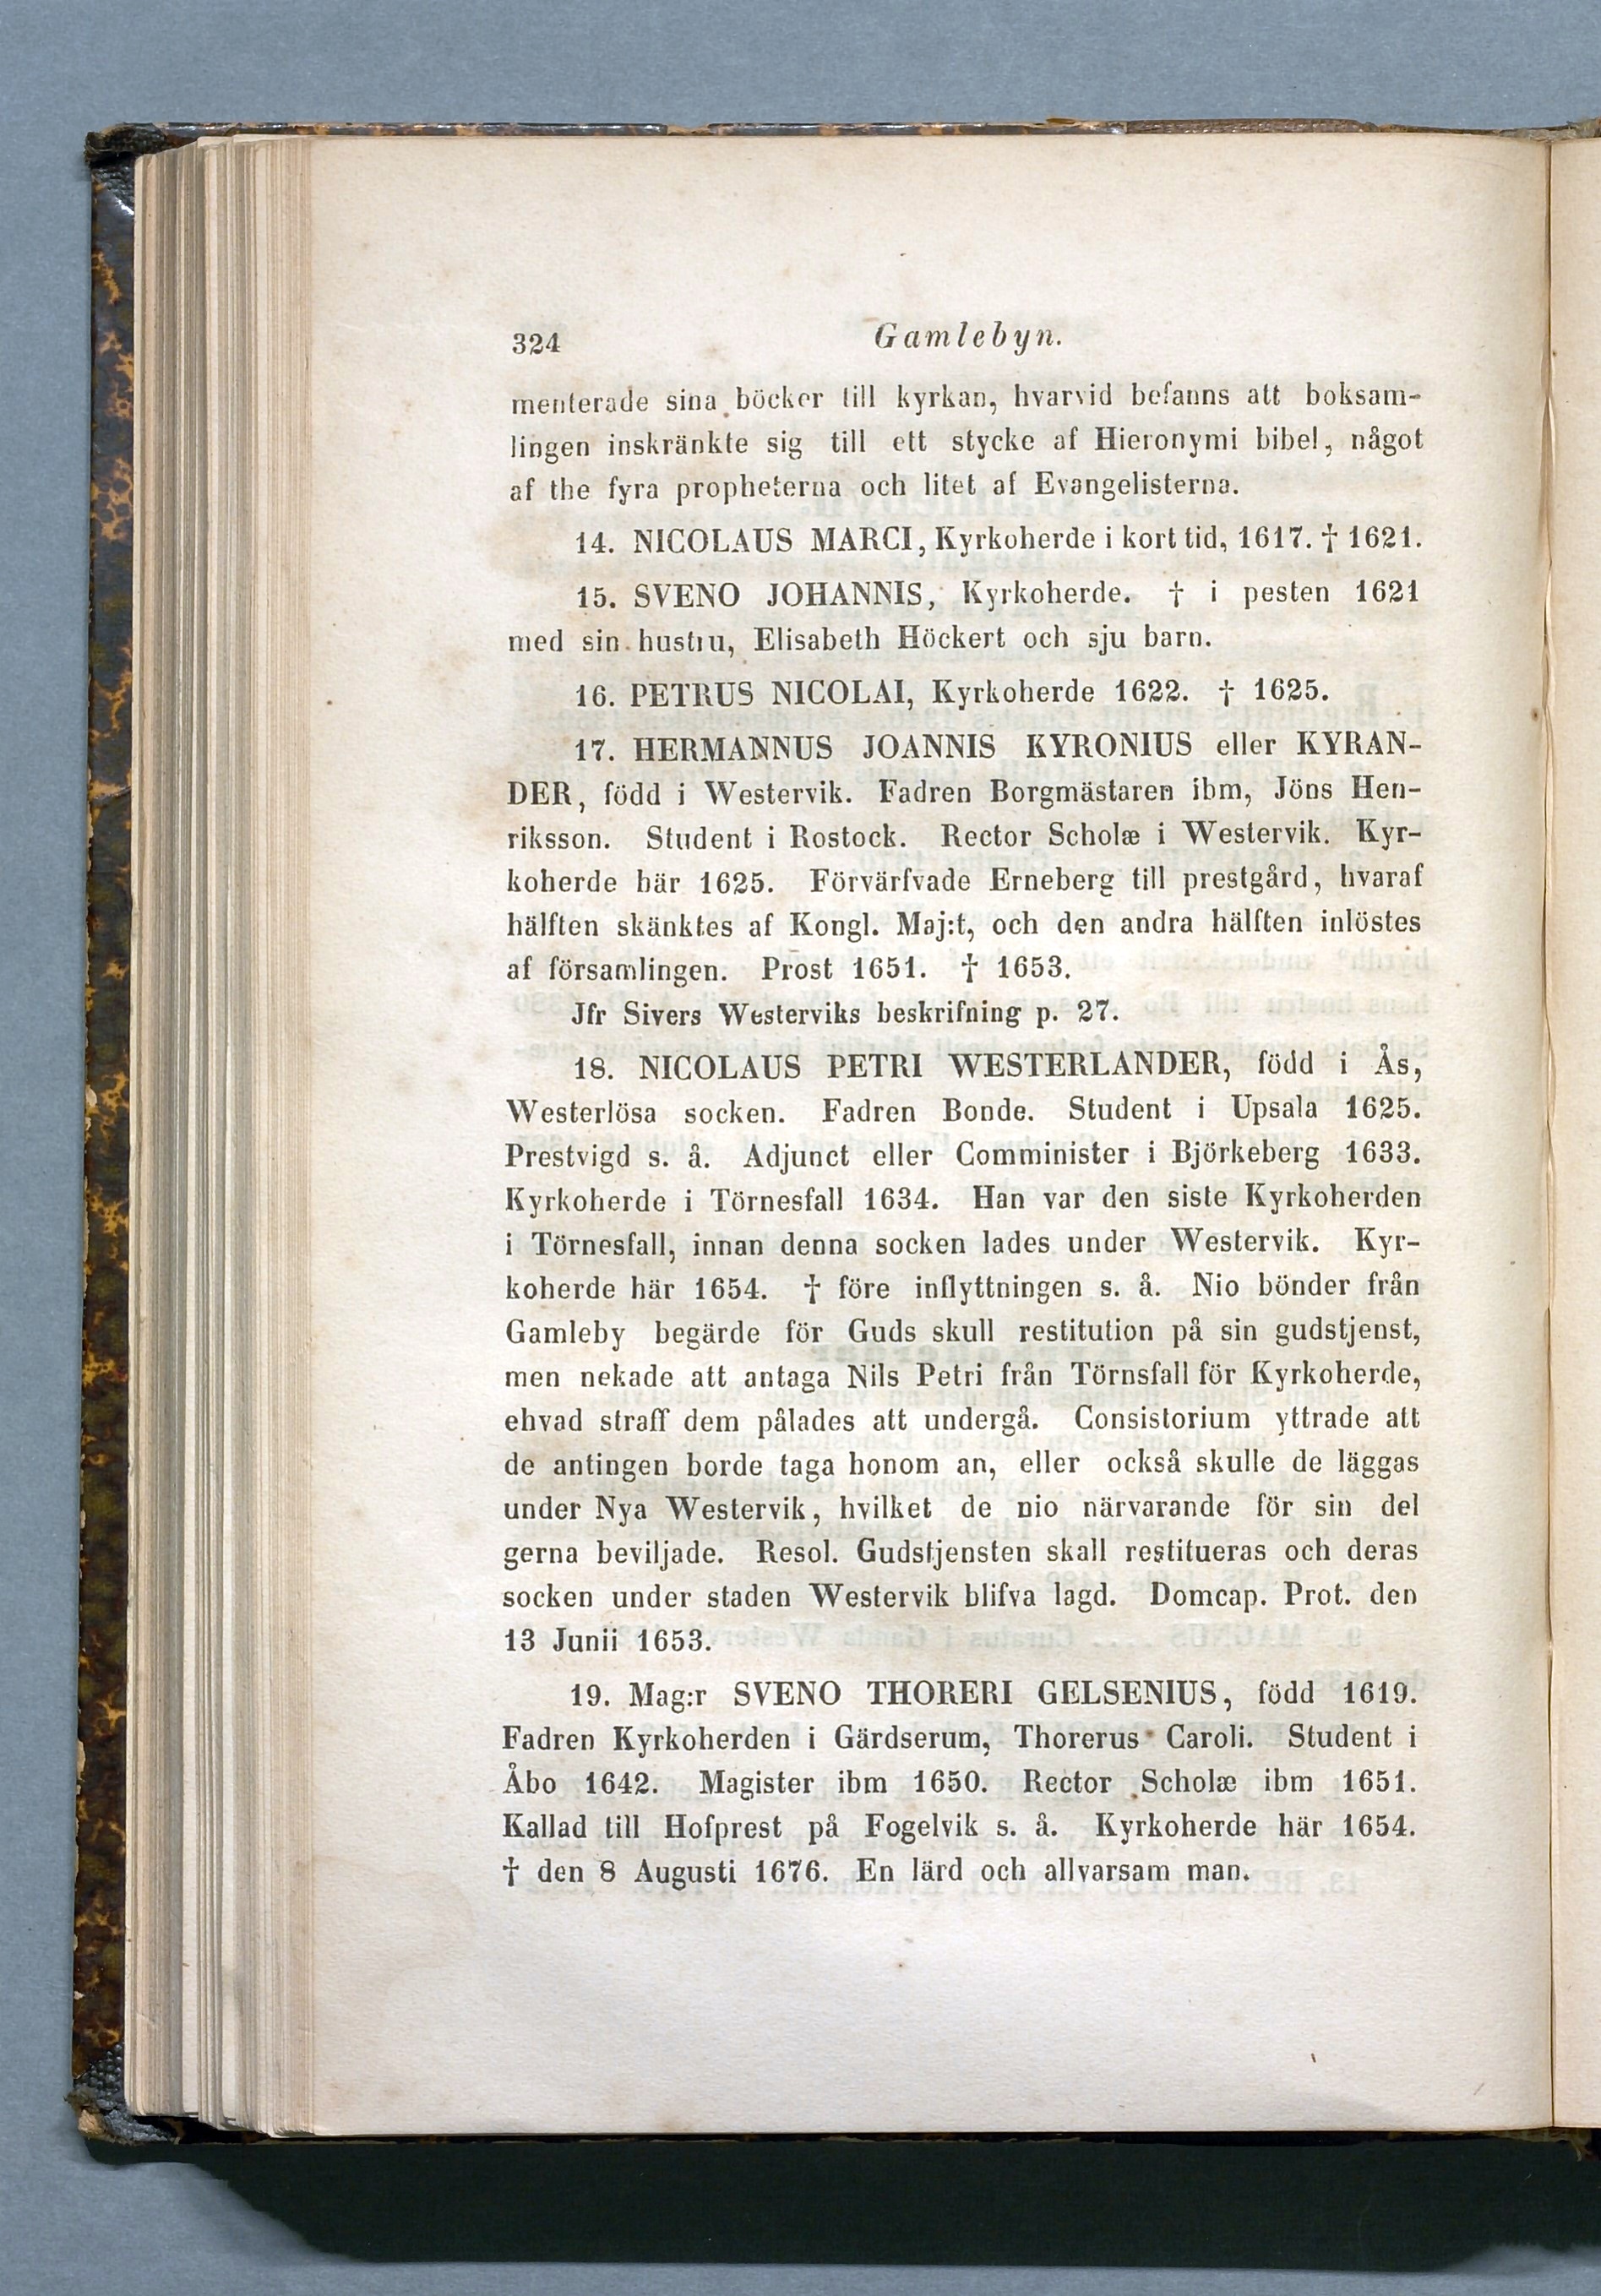 324 Gamlebyn.
menterade sina böcker till kyrkan, hvarvid befanns att boksam-
lingen inskränkte sig till ett stycke af Hieronymi bibel, något
af the fyra propheterna och litet af Evangelisterna.
14. NICOLAUS MARCI, Kyrkoherde i kort tid, 1617. † 1621.
15. SVENO JOHANNIS, Kyrkoherde. † i pesten 1621
med sin hustru, Elisabeth Höckert och sju barn.
16. PETRUS NICOLAI, Kyrkoherde 1622. † 1625.
17. HERMANNUS JOANNIS KYRONIUS eller KYRAN-
DER, född i Westervik. Fadren Borgmästaren ibm, Jöns Hen-
riksson. Student i Rostock. Rector Scholæ i Westervik. Kyr-
koherde här 1625. Förvärfvade Erneberg till prestgård, hvaraf
hälften skänktes af Kongl. Maj:t, och den andra hälften inlöstes
af församlingen. Prost 1651. † 1653.
Jfr Sivers Westerviks beskrifning p. 27.
18. NICOLAUS PETRI WESTERLANDER, född i Ås,
Westerlösa socken. Fadren Bonde. Student i Upsala 1625.
Prestvigd s. å. Adjunct eller Comminister i Björkeberg 1633.
Kyrkoherde i Törnesfall 1634. Han var den siste Kyrkoherden
i Törnesfall, innan denna socken lades under Westervik. Kyr-
koherde här 1654. † före inflyttningen s. å. Nio bönder från
Gamleby begärde för Guds skull restitution på sin gudstjenst,
men nekade att antaga Nils Petri från Törnsfall för Kyrkoherde,
ehvad straff dem pålades att undergå. Consistorium yttrade att
de antingen borde taga honom an, eller också skulle de läggas
under Nya Westervik, hvilket de nio närvarande för sin del
gerna beviljade. Resol. Gudstjensten skall restitueras och deras
socken under staden Westervik blifva lagd. Domcap. Prot. den
13 Junii 1653.
19. Mag:r SVENO THORERI GELSENIUS, född 1619.
Fadren Kyrkoherden i Gärdserum, Thorerus Caroli. Student i
Åbo 1642. Magister ibm 1650. Rector Scholæ ibm 1651.
Kallad till Hofprest på Fogelvik s. å. Kyrkoherde här 1654.
† den 8 Augusti 1676. En lärd och allvarsam man.